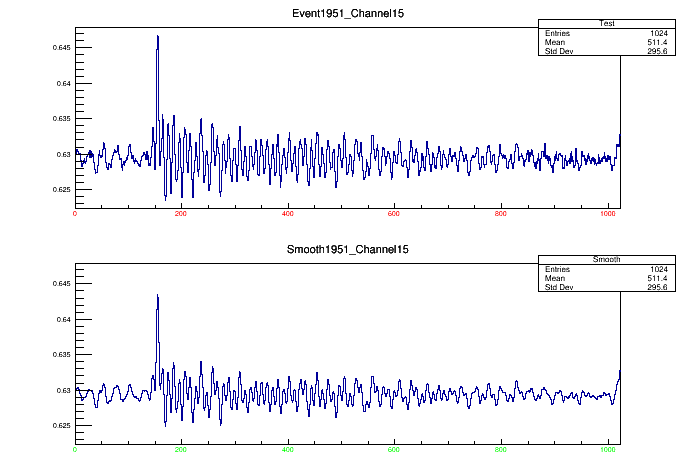 Event1951_Channel15
Test
Entries 1024
Mean 511.4
Std Dev 295.6
0.645
0.64
0.635
0.63
0.625
0 200 400 600 800 1000
Smooth1951_Channel15
Smooth
Entries 1024
Mean 511.4
Std Dev 295.6
0.645
0.64
0.635
0.63
0.625
0 200 400 600 800 1000